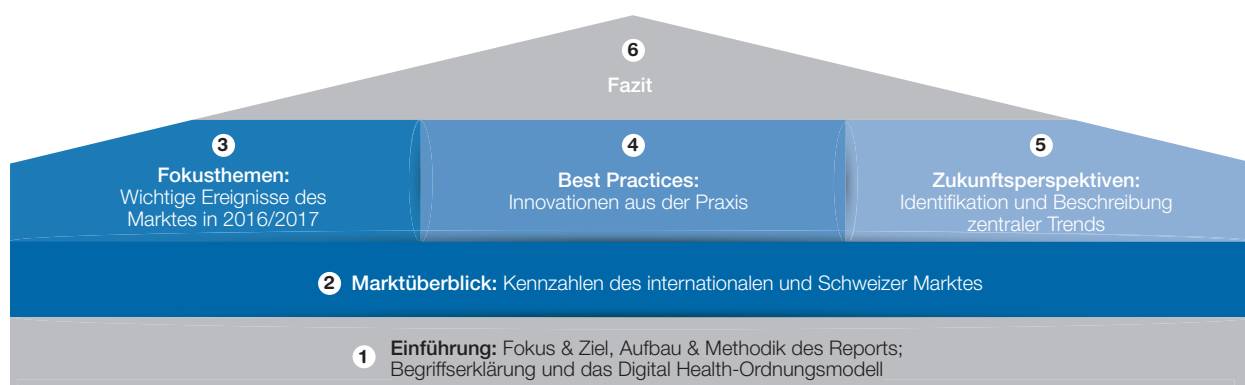 6
Fazit
3
Fokusthemen:
Wichtige Ereignisse des
Marktes in 2016/2017
4
Best Practices:
Innovationen aus der Praxis
5
Zukunftsperspektiven:
Identifikation und Beschreibung
zentraler Trends
2 Marktüberblick: Kennzahlen des internationalen und Schweizer Marktes
1 Einführung: Fokus & Ziel, Aufbau & Methodik des Reports;
Begriffserklärung und das Digital Health-Ordnungsmodell